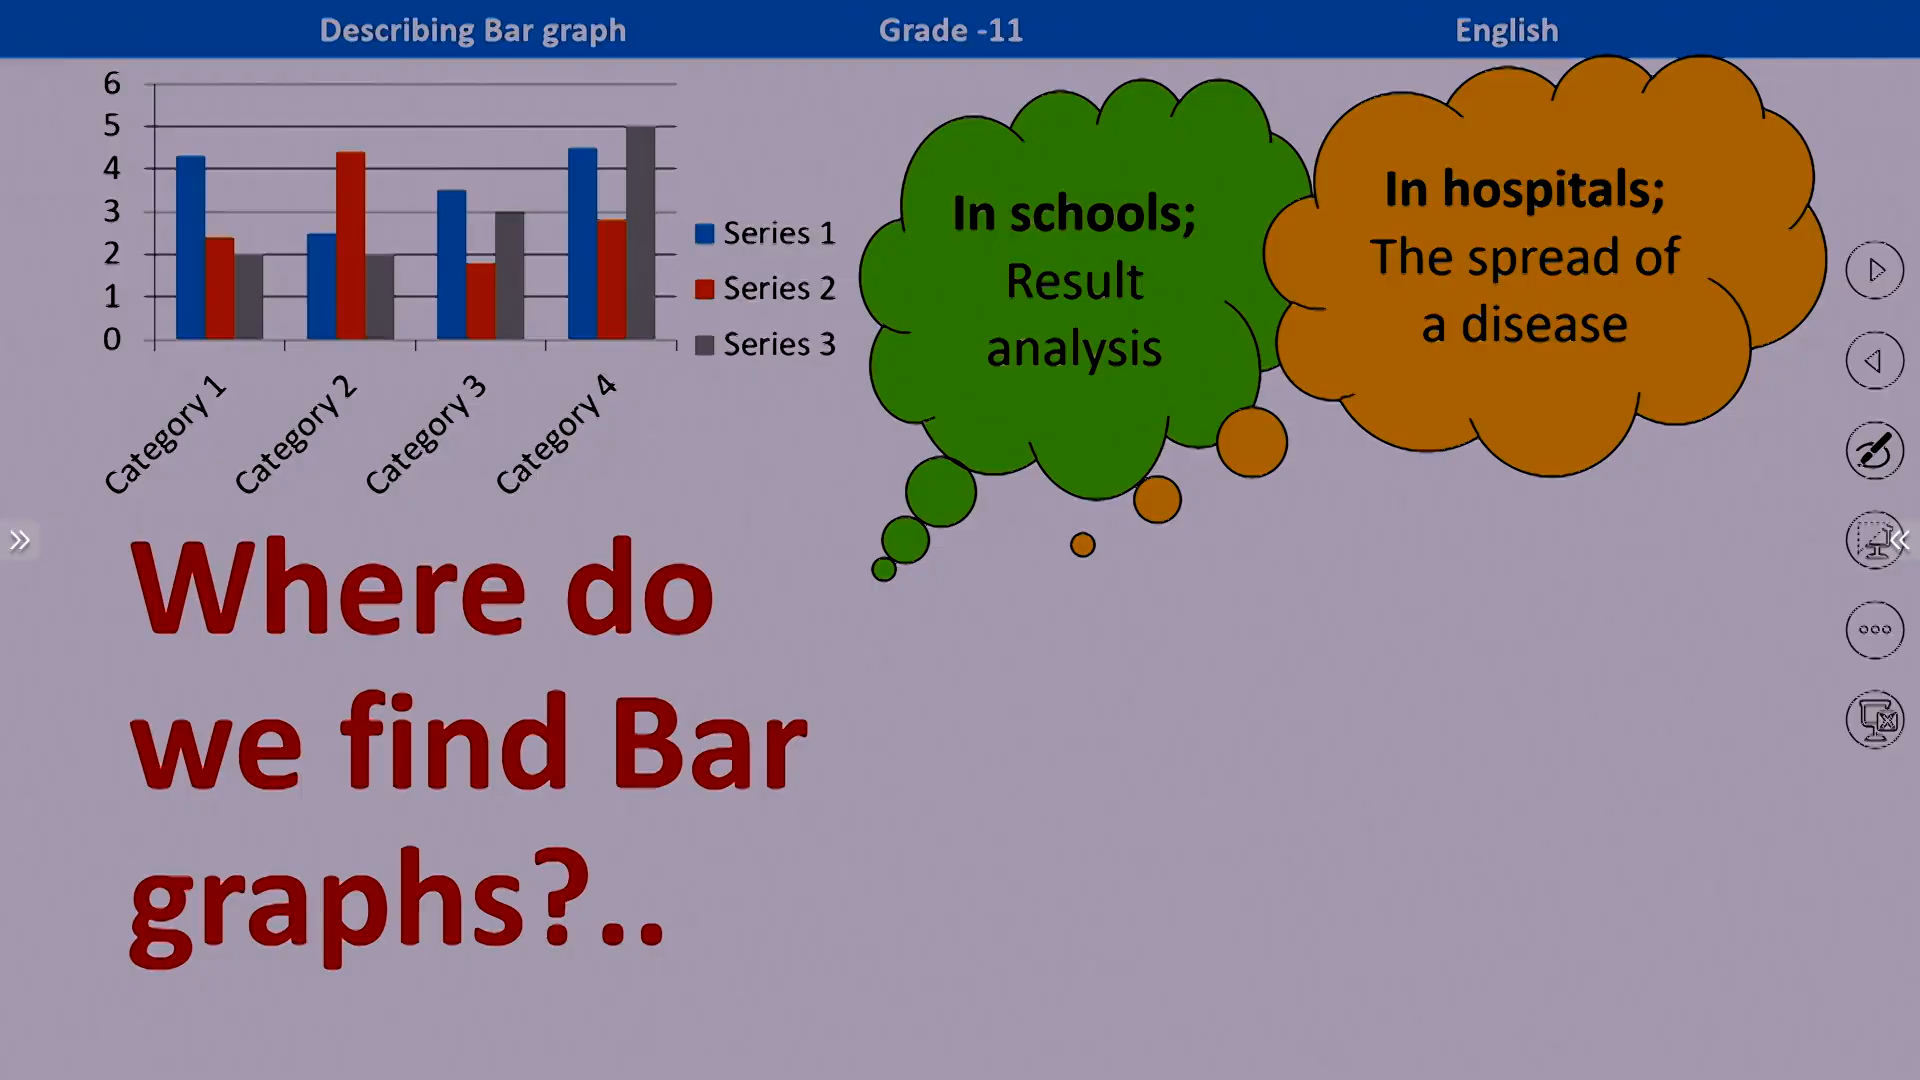 Describing Bar graph
Grade -11
English
6
5
4
3
2
1
0
Category 1
Category 2
Category 3
Category 4
Series 1
Series 2
Series 3
In schools;
Result
analysis
In hospitals;
The spread of
a disease
Where do
we find Bar
graphs?..